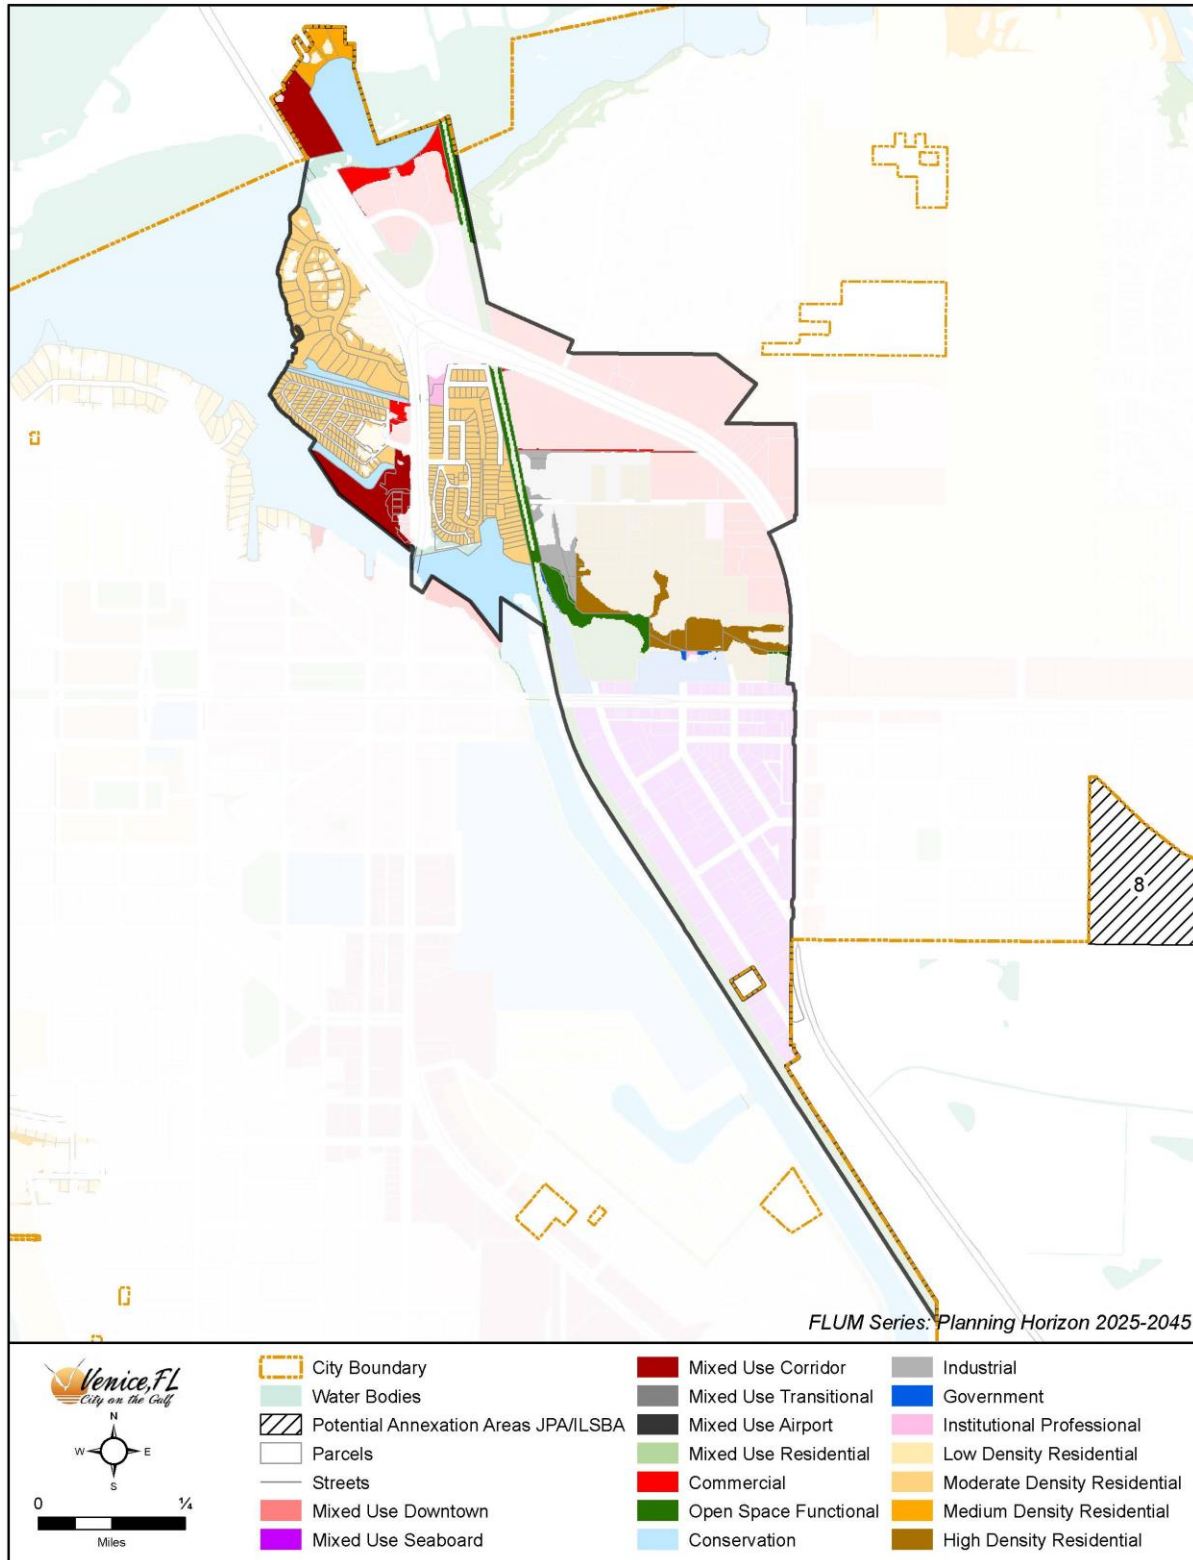 8
FLUM Series: Planning Horizon 2025-2045
Venice, FL
City on the Gulf
N
W E
S
0 ¼
Miles
City Boundary
Water Bodies
Potential Annexation Areas JPA/ILSBA
Parcels
Streets
Mixed Use Downtown
Mixed Use Seaboard
Mixed Use Corridor
Mixed Use Transitional
Mixed Use Airport
Mixed Use Residential
Commercial
Open Space Functional
Conservation
Industrial
Government
Institutional Professional
Low Density Residential
Moderate Density Residential
Medium Density Residential
High Density Residential